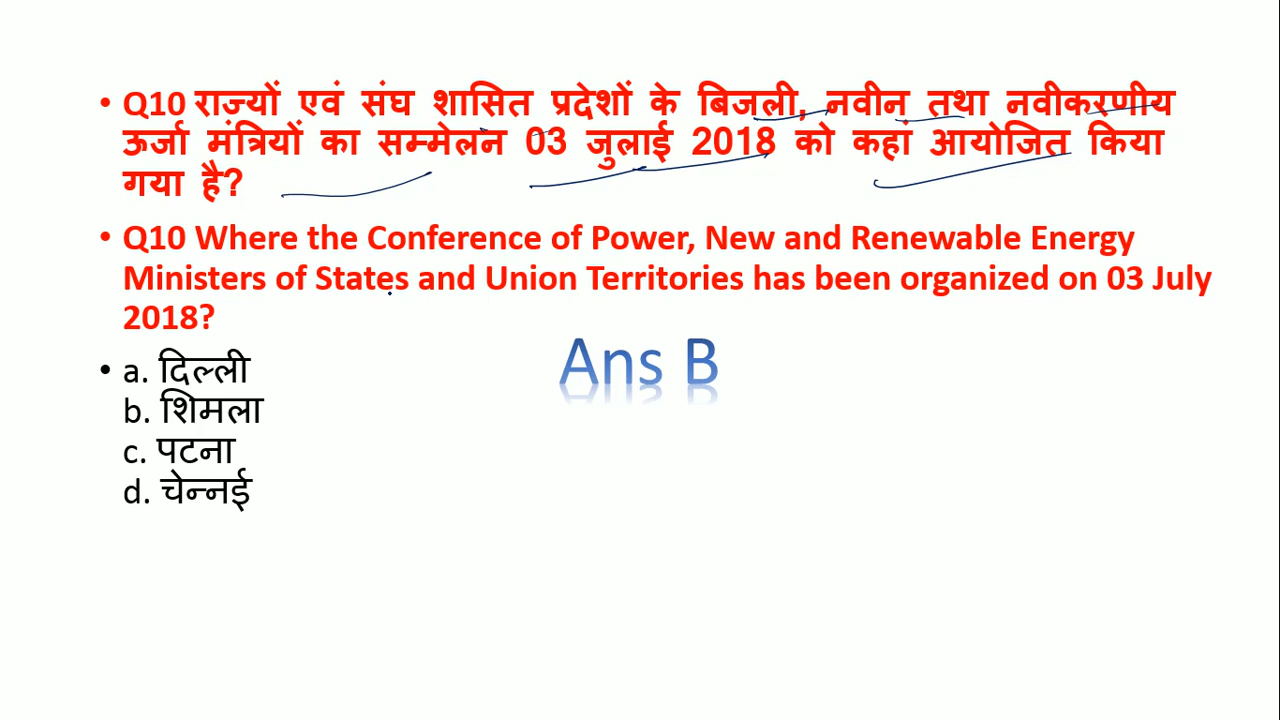 • Q10 राज्यों एवं संघ शासित प्रदेशों के बिजली, नवीन तथा नवीकरणीय
ऊर्जा मंत्रियों का सम्मेलन 03 जुलाई 2018 को कहां आयोजित किया
गया है?
• Q10 Where the Conference of Power, New and Renewable Energy
Ministers of States and Union Territories has been organized on 03 July
2018?
• a. दिल्ली
b. शिमला
c. पटना
d. चेन्नई
Ans B